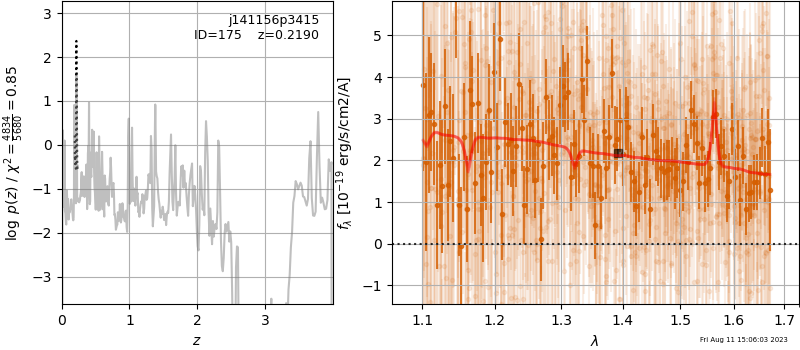 j141156p3415
ID=175 z=0.2190
log p(z) / χ² = 4834/5680 = 0.85
3
2
1
0
−1
−2
−3
0 1 2 3
z
fλ [10⁻¹⁹ erg/s/cm2/A]
5
4
3
2
1
0
−1
1.1 1.2 1.3 1.4 1.5 1.6 1.7
λ
Fri Aug 11 15:06:03 2023